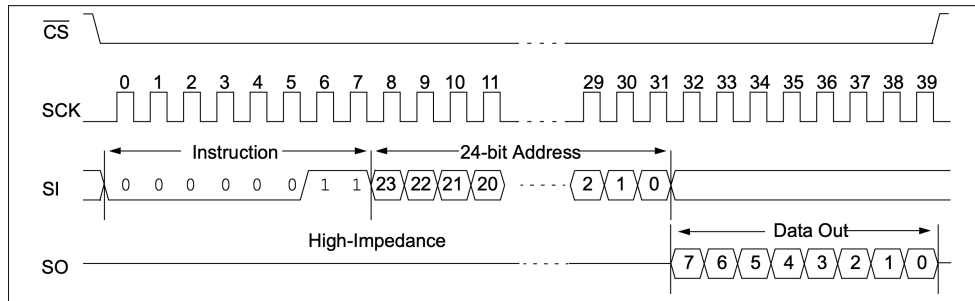 CS
0 1 2 3 4 5 6 7 8 9 10 11 29 30 31 32 33 34 35 36 37 38 39
SCK
Instruction 24-bit Address
SI 0 0 0 0 0 0 1 1 23 22 21 20 2 1 0
High-Impedance Data Out
SO 7 6 5 4 3 2 1 0